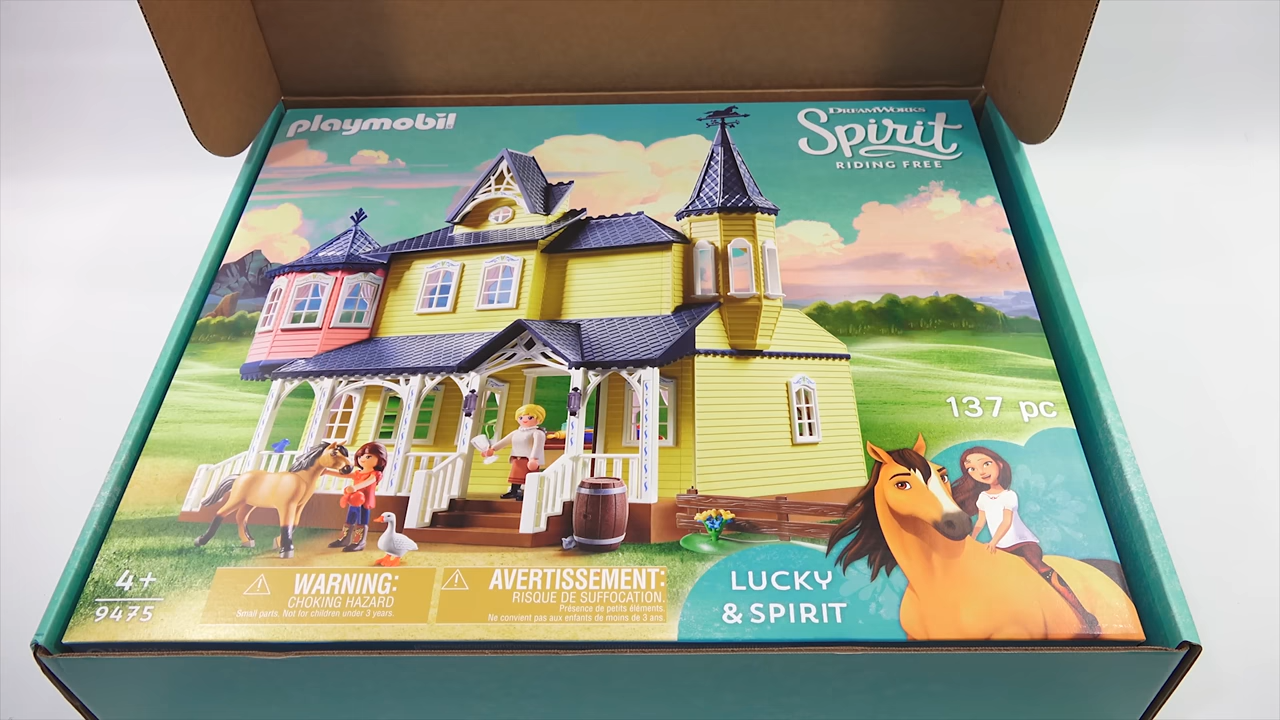 playmobil
DREAMWORKS
Spirit
RIDING FREE
137 pc
4+
9475
WARNING:
CHOKING HAZARD
Small parts. Not for children under 3 years.
AVERTISSEMENT:
RISQUE DE SUFFOCATION.
Présence de petits éléments.
Ne convient pas aux enfants de moins de 3 ans.
LUCKY
& SPIRIT